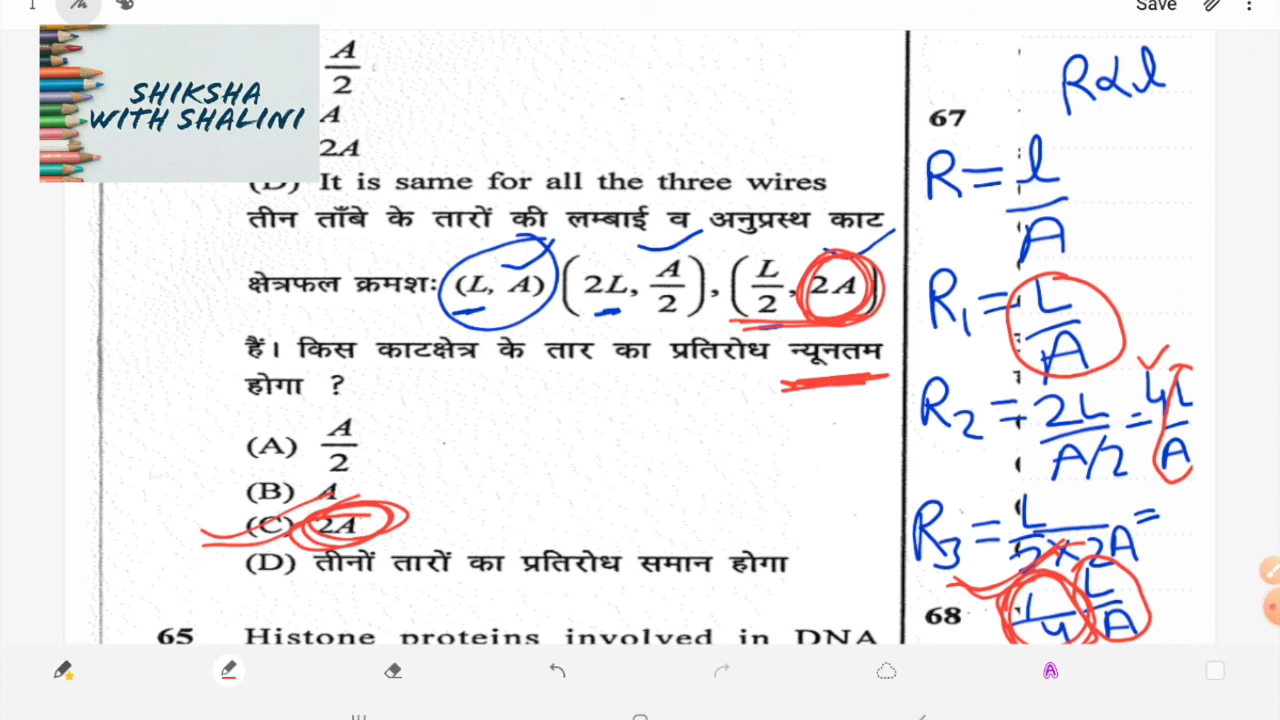 Save
SHIKSHA
WITH SHALINI
A
2
A
2A
(D) It is same for all the three wires
तीन ताँबे के तारों की लम्बाई व अनुप्रस्थ काट
क्षेत्रफल क्रमशः (L, A) (2L, A/2), (L/2, 2A)
हैं। किस काटक्षेत्र के तार का प्रतिरोध न्यूनतम
होगा ?
(A) A/2
(B) A
(C) 2A
(D) तीनों तारों का प्रतिरोध समान होगा
65 Histone proteins involved in DNA
R∝l
67
R = l/A
R₁ = L/A
R₂ = 2L/A/2 = 4L/A
R₃ = L/2×2A =
68
1/4 L/A